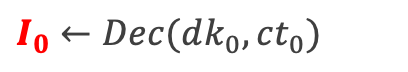 I₀ ← Dec(dk₀, ct₀)